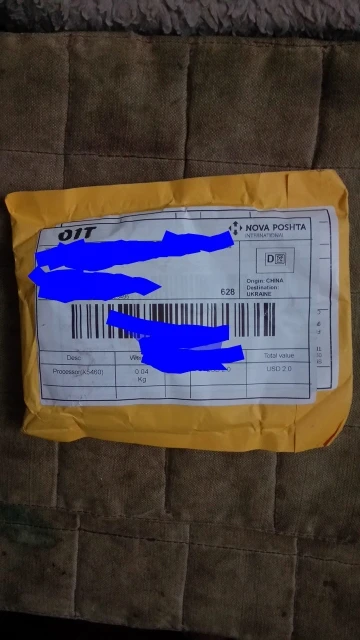 OIT
NOVA POSHTA
INTERNATIONAL
D
Origin: CHINA
Destination:
UKRAINE
628
Desc.
Total value
Processor(x5460)
0.04
Kg
USD 2.0